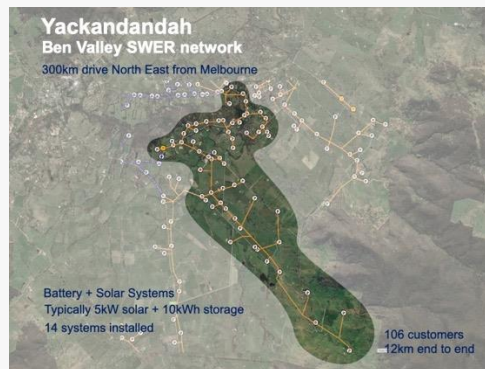 Yackandandah
Ben Valley SWER network
300km drive North East from Melbourne
Battery + Solar Systems
Typically 5kW solar + 10kWh storage
14 systems installed
106 customers
12km end to end